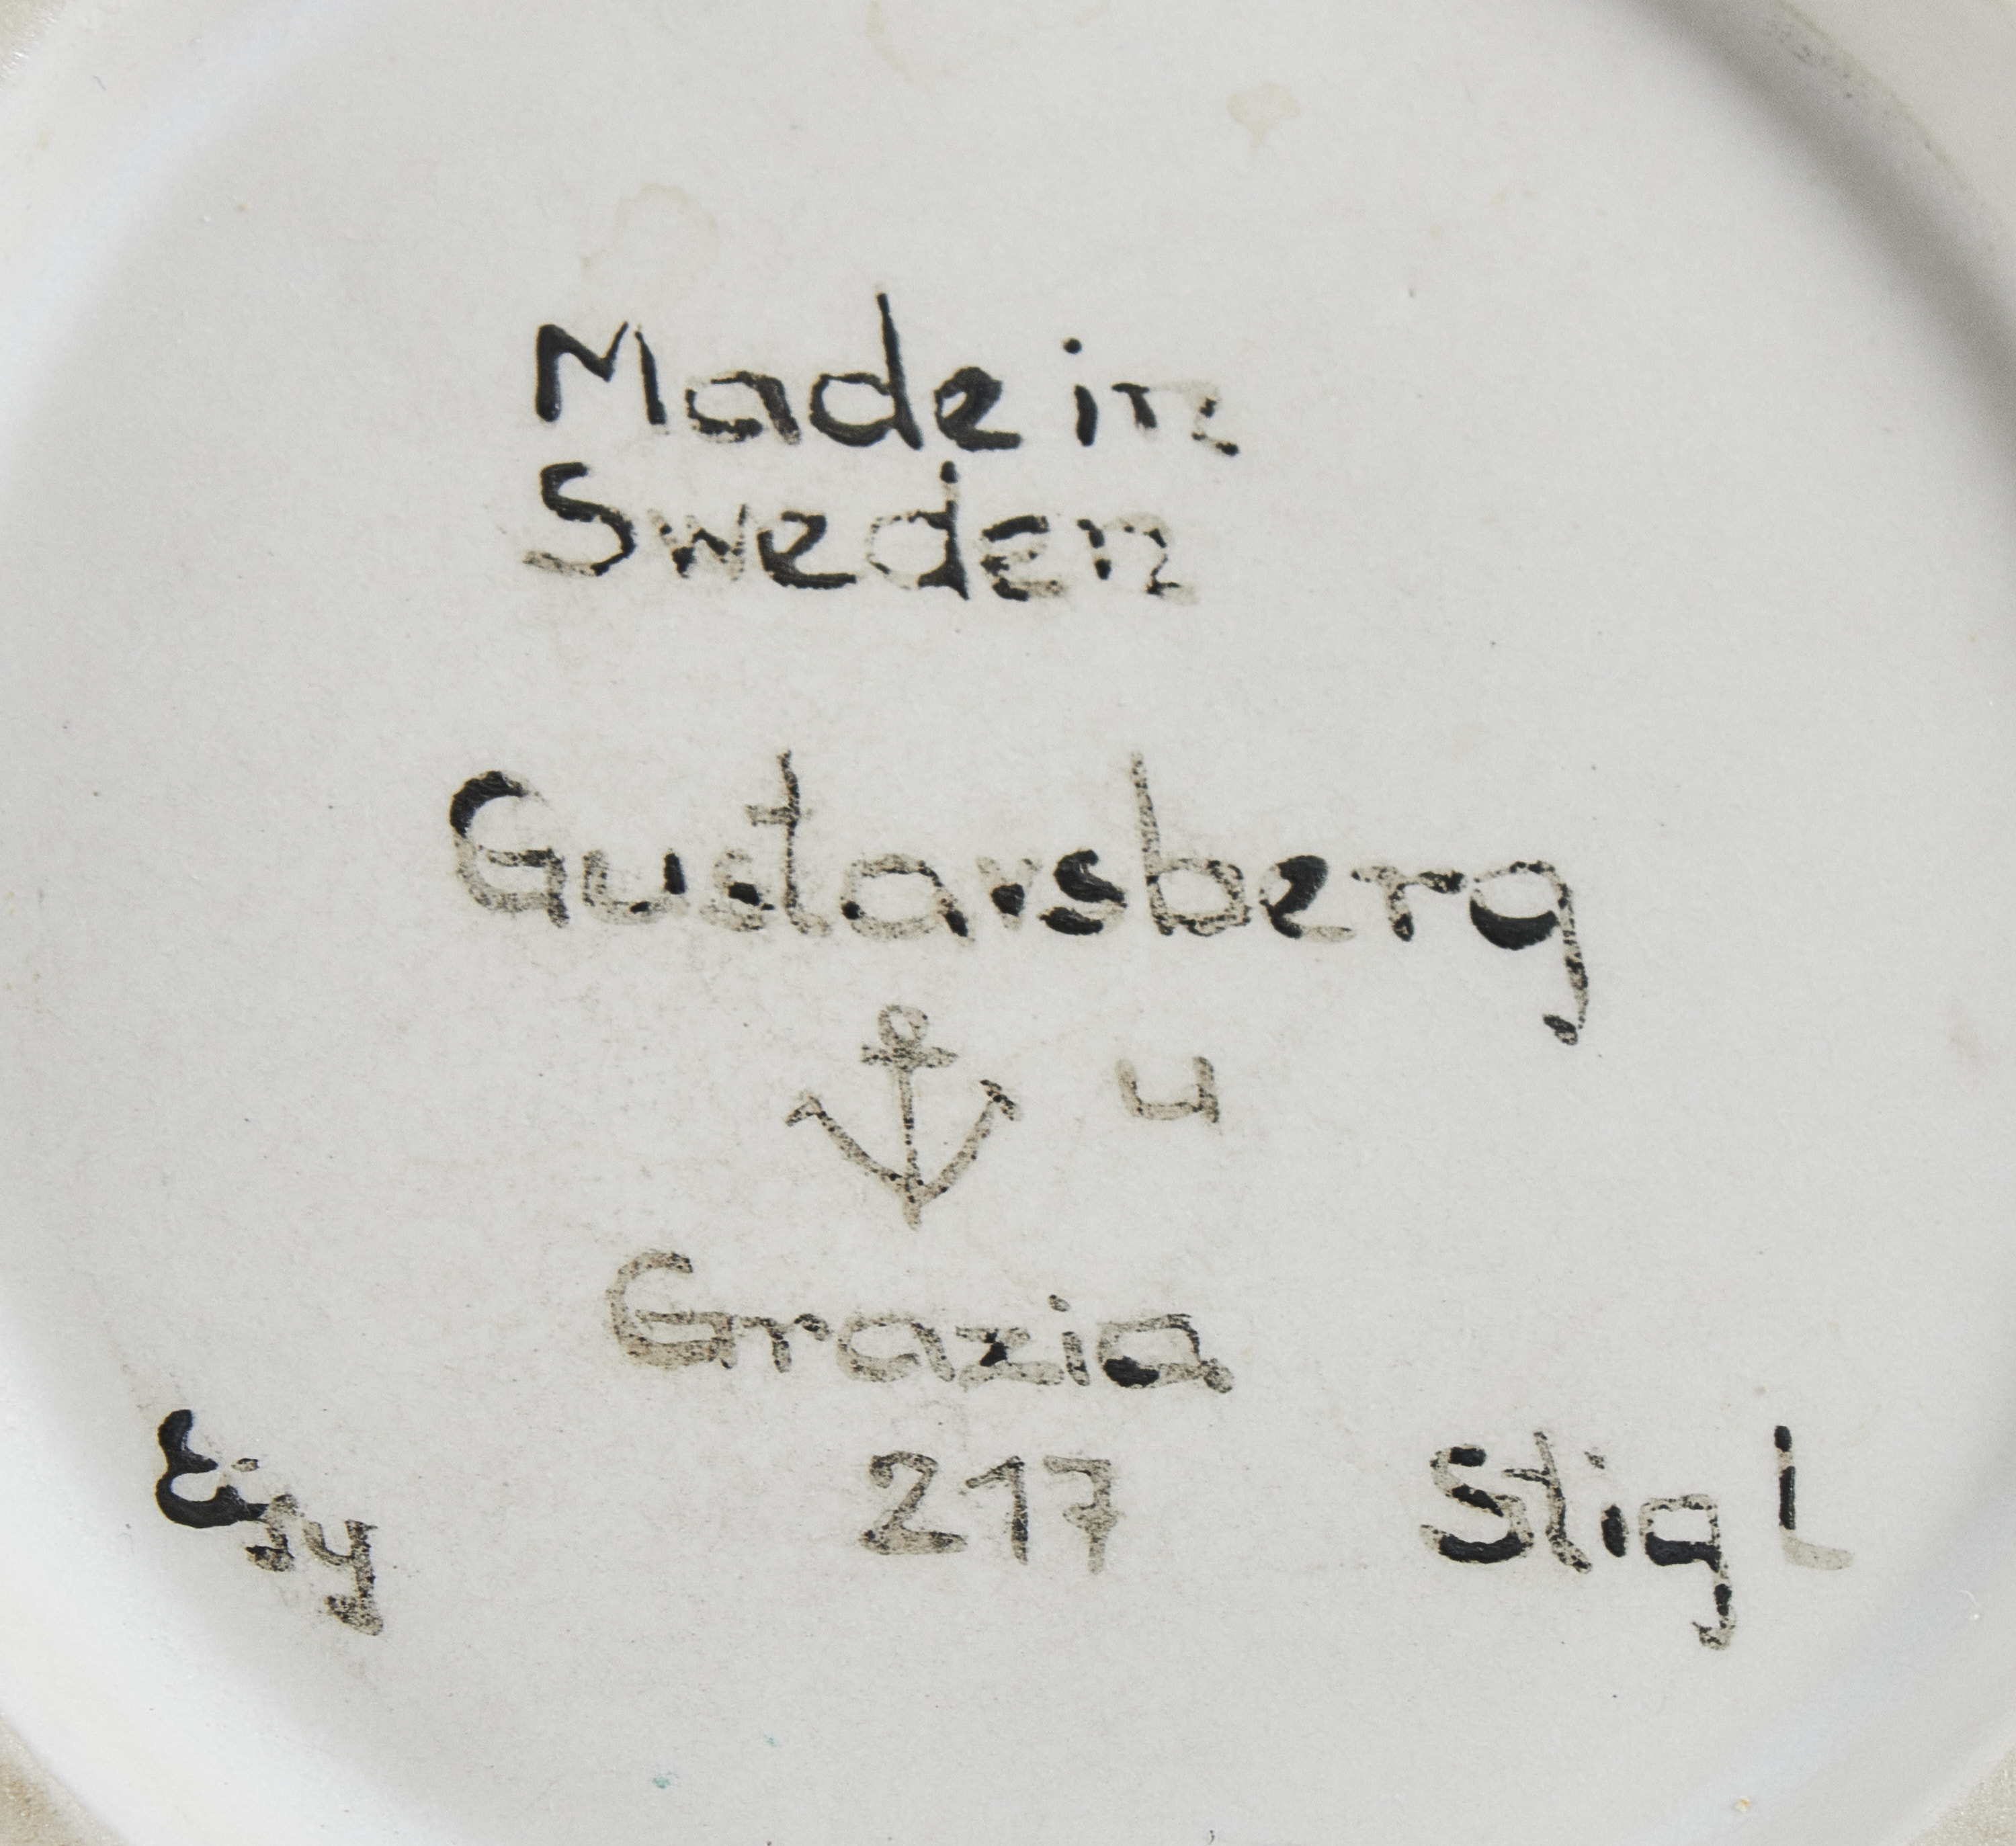 Made in
Sweden
Gustavsberg
u
Grazia
217
Stig L